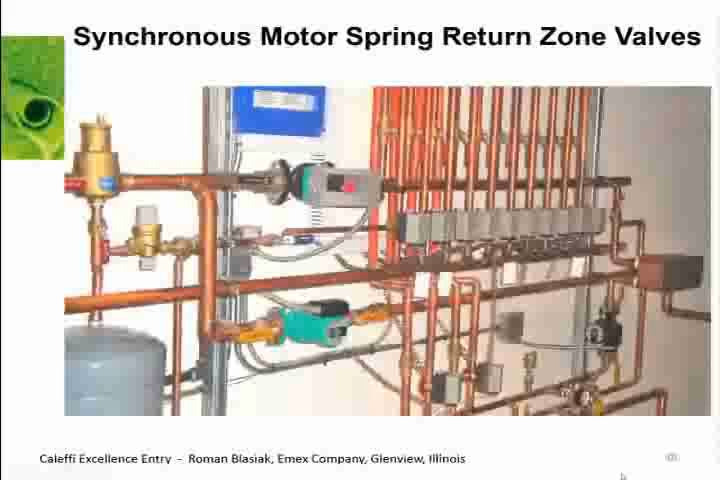 Synchronous Motor Spring Return Zone Valves
Caleffi Excellence Entry - Roman Blasiak, Emex Company, Glenview, Illinois